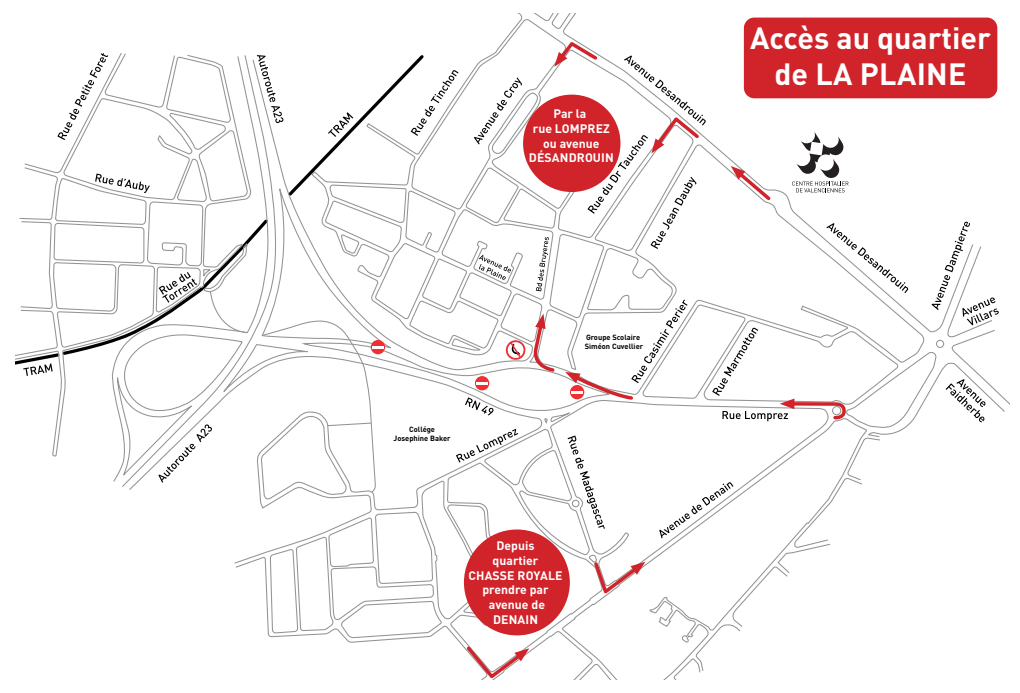 Accès au quartier
de LA PLAINE
Rue de Petite Foret
Autoroute A23
TRAM
Rue de Tinchon
Avenue de Croy
Avenue Desandrouin
Par la
rue LOMPREZ
ou avenue
DÉSANDROUIN
Rue du Dr Tauchon
Rue Jean Dauby
CENTRE HOSPITALIER
DE VALENCIENNES
Rue d'Auby
Avenue Desandrouin
Avenue Dampierre
Avenue
Villars
Avenue de
la Plaine
Bd des Bruyeres
Rue du
Torrent
Groupe Scolaire
Siméon Cuvellier
Rue Casimir Perier
Rue Marmotton
TRAM
Avenue
Faidherbe
RN 49
Rue Lomprez
Collége
Josephine Baker
Rue Lomprez
Autoroute A23
Rue de Madagascar
Avenue de Denain
Depuis
quartier
CHASSE ROYALE
prendre par
avenue de
DENAIN